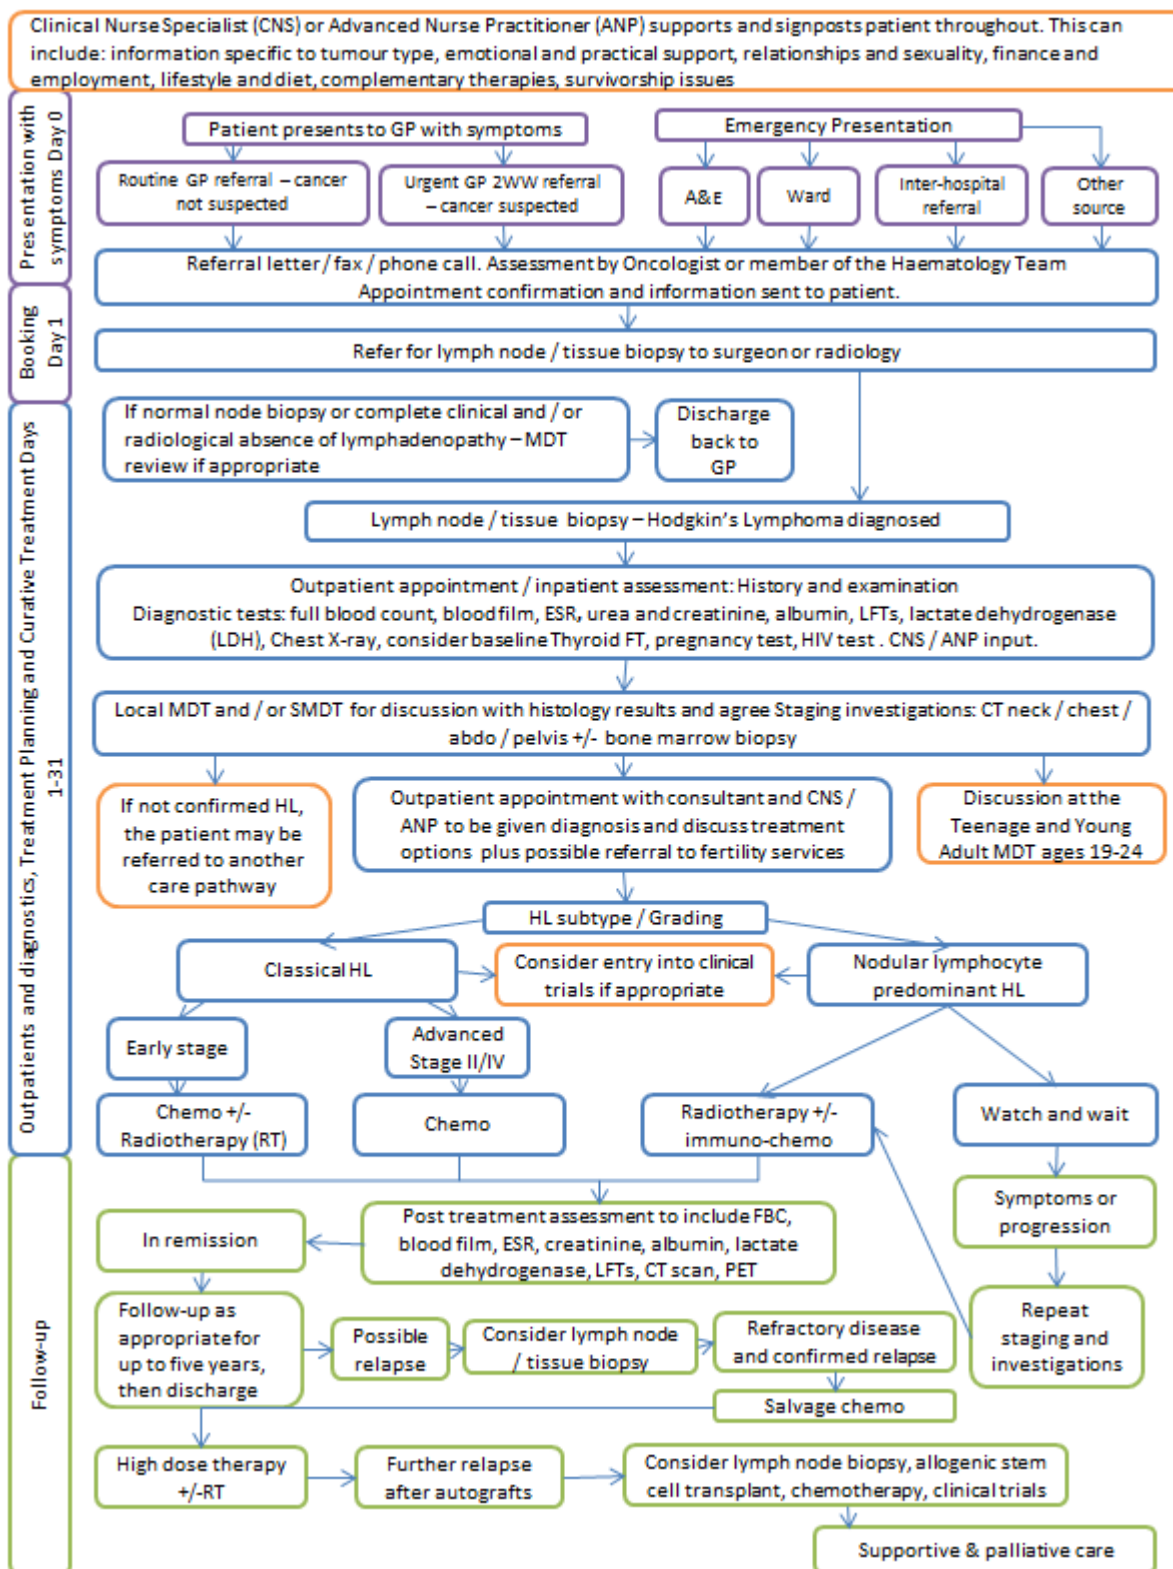 Clinical Nurse Specialist (CNS) or Advanced Nurse Practitioner (ANP) supports and signposts patient throughout. This can
include: information specific to tumour type, emotional and practical support, relationships and sexuality, finance and
employment, lifestyle and diet, complementary therapies, survivorship issues
Presentation with
symptoms Day 0
Patient presents to GP with symptoms
Emergency Presentation
Routine GP referral – cancer
not suspected
Urgent GP 2WW referral
– cancer suspected
A&E
Ward
Inter-hospital
referral
Other
source
Referral letter / fax / phone call. Assessment by Oncologist or member of the Haematology Team
Appointment confirmation and information sent to patient.
Booking
Day 1
Refer for lymph node / tissue biopsy to surgeon or radiology
Outpatients and diagnostics, Treatment Planning and Curative Treatment Days
1-31
If normal node biopsy or complete clinical and / or
radiological absence of lymphadenopathy – MDT
review if appropriate
Discharge
back to
GP
Lymph node / tissue biopsy – Hodgkin's Lymphoma diagnosed
Outpatient appointment / inpatient assessment: History and examination
Diagnostic tests: full blood count, blood film, ESR, urea and creatinine, albumin, LFTs, lactate dehydrogenase
(LDH), Chest X-ray, consider baseline Thyroid FT, pregnancy test, HIV test . CNS / ANP input.
Local MDT and / or SMDT for discussion with histology results and agree Staging investigations: CT neck / chest /
abdo / pelvis +/- bone marrow biopsy
If not confirmed HL,
the patient may be
referred to another
care pathway
Outpatient appointment with consultant and CNS /
ANP to be given diagnosis and discuss treatment
options plus possible referral to fertility services
Discussion at the
Teenage and Young
Adult MDT ages 19-24
HL subtype / Grading
Classical HL
Consider entry into clinical
trials if appropriate
Nodular lymphocyte
predominant HL
Early stage
Advanced
Stage II/IV
Chemo +/-
Radiotherapy (RT)
Chemo
Radiotherapy +/-
immuno-chemo
Watch and wait
Follow-up
In remission
Post treatment assessment to include FBC,
blood film, ESR, creatinine, albumin, lactate
dehydrogenase, LFTs, CT scan, PET
Symptoms or
progression
Follow-up as
appropriate for
up to five years,
then discharge
Possible
relapse
Consider lymph node
/ tissue biopsy
Refractory disease
and confirmed relapse
Repeat
staging and
investigations
Salvage chemo
High dose therapy
+/-RT
Further relapse
after autografts
Consider lymph node biopsy, allogenic stem
cell transplant, chemotherapy, clinical trials
Supportive & palliative care